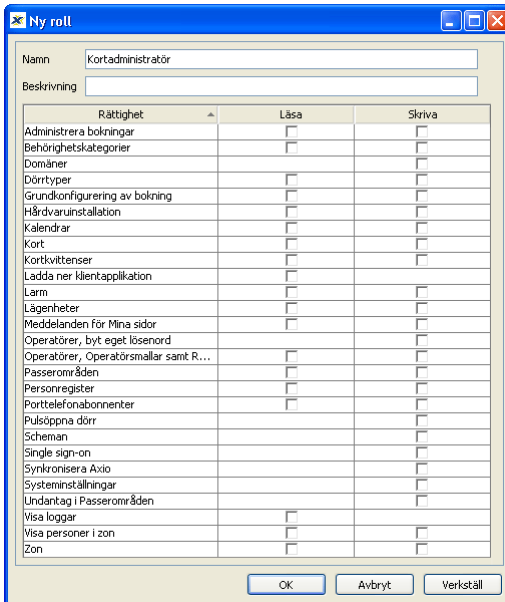 Ny roll
Namn Kortadministratör
Beskrivning
Rättighet Läsa Skriva
Administrera bokningar
Behörighetskategorier
Domäner
Dörrtyper
Grundkonfigurering av bokning
Hårdvaruinstallation
Kalendrar
Kort
Kortkvittenser
Ladda ner klientapplikation
Larm
Lägenheter
Meddelanden för Mina sidor
Operatörer, byt eget lösenord
Operatörer, Operatörsmallar samt R...
Passerområden
Personregister
Porttelefonabonnenter
Pulsöppna dörr
Scheman
Single sign-on
Synkronisera Axio
Systeminställningar
Undantag i Passerområden
Visa loggar
Visa personer i zon
Zon
OK Avbryt Verkställ